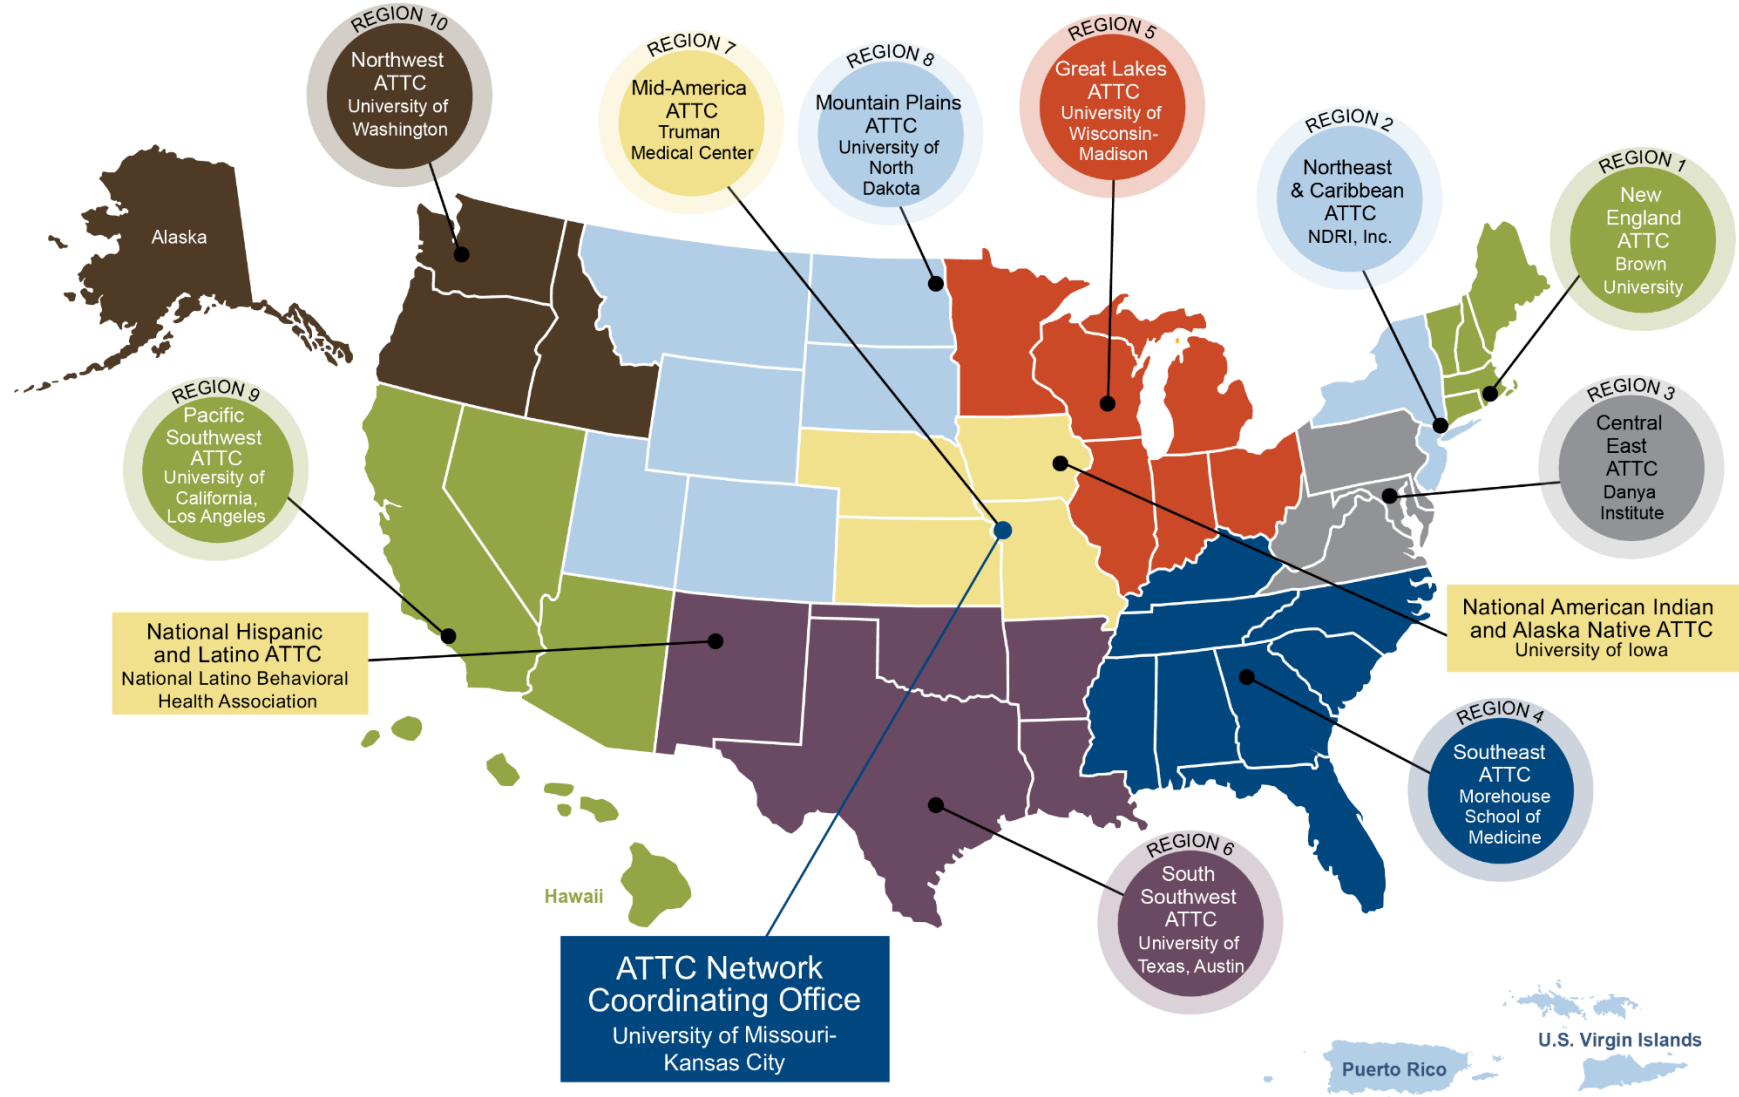 REGION 10
Northwest
ATTC
University of
Washington
REGION 7
Mid-America
ATTC
Truman
Medical Center
REGION 8
Mountain Plains
ATTC
University of
North
Dakota
REGION 5
Great Lakes
ATTC
University of
Wisconsin-
Madison
REGION 2
Northeast
& Caribbean
ATTC
NDRI, Inc.
REGION 1
New
England
ATTC
Brown
University
Alaska
REGION 9
Pacific
Southwest
ATTC
University of
California,
Los Angeles
REGION 3
Central
East
ATTC
Danya
Institute
National Hispanic
and Latino ATTC
National Latino Behavioral
Health Association
National American Indian
and Alaska Native ATTC
University of Iowa
REGION 4
Southeast
ATTC
Morehouse
School of
Medicine
REGION 6
South
Southwest
ATTC
University of
Texas, Austin
Hawaii
ATTC Network
Coordinating Office
University of Missouri-
Kansas City
U.S. Virgin Islands
Puerto Rico